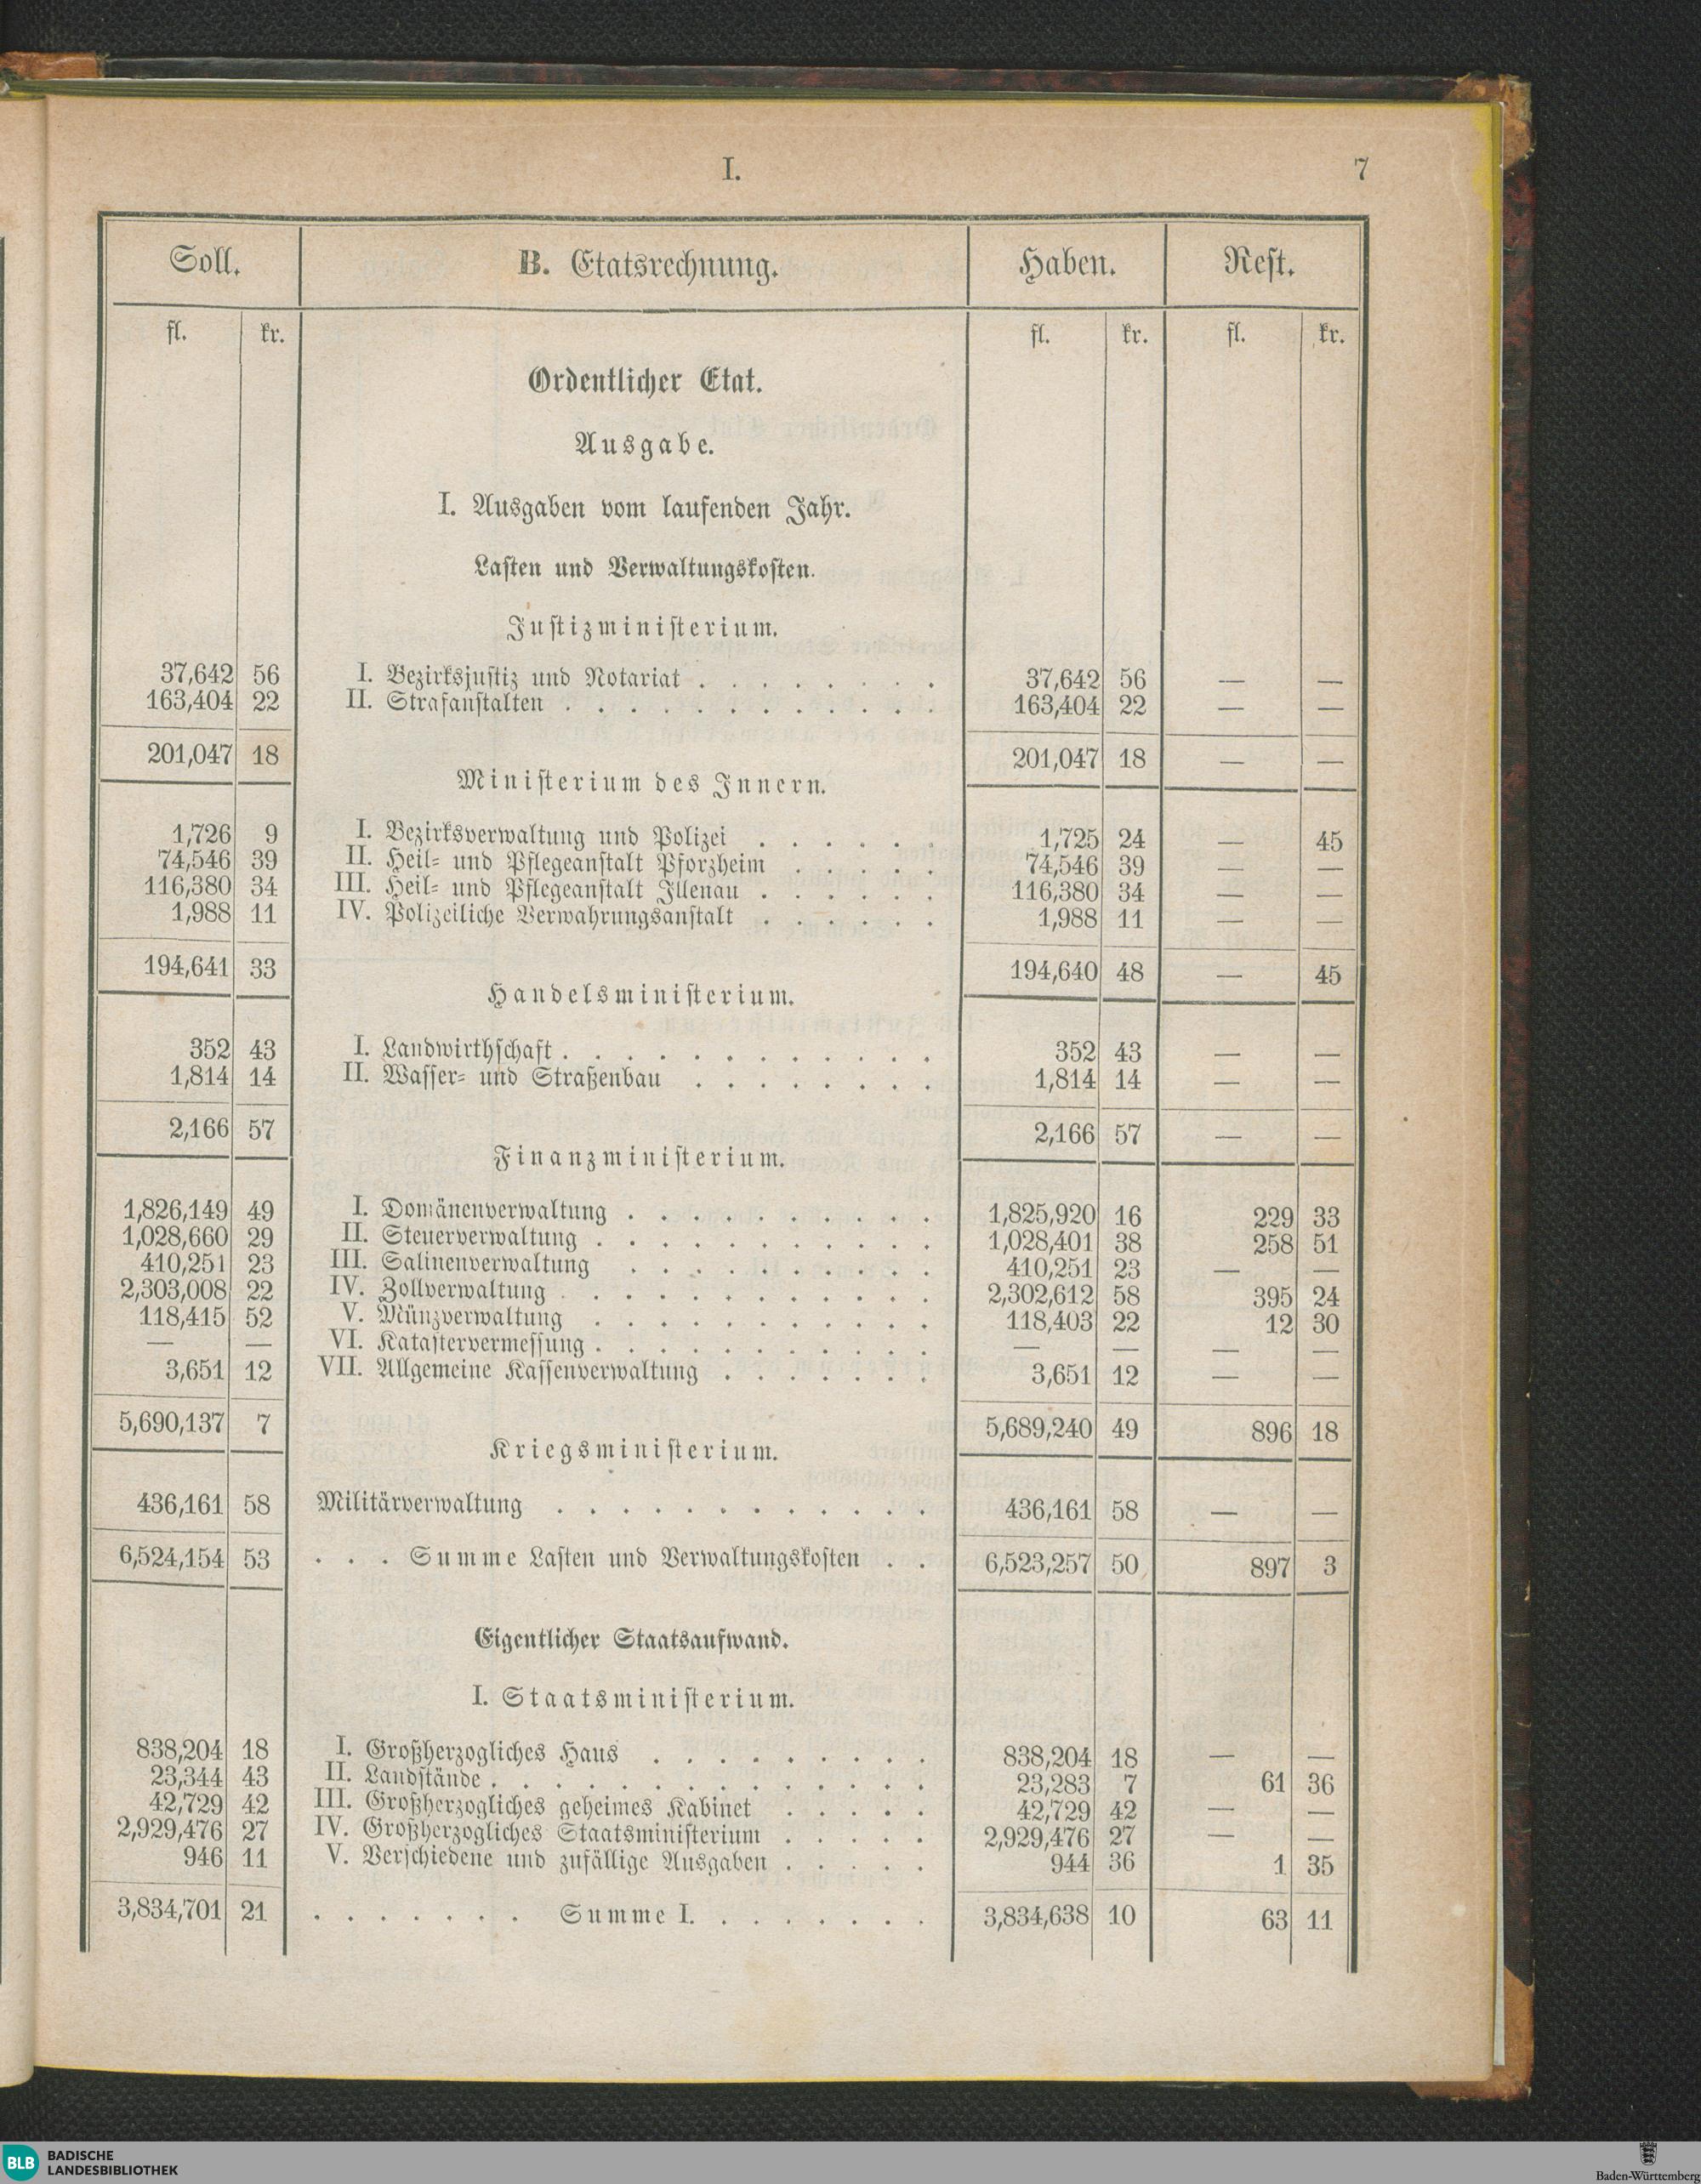 I. 7
Soll. B. Etatsrechnung. Haben. Rest.
fl. kr. fl. kr. fl. kr.
Ordentlicher Etat.
Ausgabe.
I. Ausgaben vom laufenden Jahr.
Lasten und Verwaltungskosten.
Justizministerium.
37,642 56 I. Bezirksjustiz und Notariat . . . . . . . . 37,642 56 — —
163,404 22 II. Strafanstalten . . . . . . . . . . . . 163,404 22 — —
201,047 18 201,047 18 — —
Ministerium des Innern.
1,726 9 I. Bezirksverwaltung und Polizei . . . . . . 1,725 24 — 45
74,546 39 II. Heil- und Pflegeanstalt Pforzheim . . . . . 74,546 39 — —
116,380 34 III. Heil- und Pflegeanstalt Illenau . . . . . . 116,380 34 — —
1,988 11 IV. Polizeiliche Verwahrungsanstalt . . . . . . 1,988 11 — —
194,641 33 194,640 48 — 45
Handelsministerium.
352 43 I. Landwirthschaft . . . . . . . . . . . . 352 43 — —
1,814 14 II. Wasser- und Straßenbau . . . . . . . . 1,814 14 — —
2,166 57 2,166 57 — —
Finanzministerium.
1,826,149 49 I. Domänenverwaltung . . . . . . . . . . 1,825,920 16 229 33
1,028,660 29 II. Steuerverwaltung . . . . . . . . . . . 1,028,401 38 258 51
410,251 23 III. Salinenverwaltung . . . . . . . . . . 410,251 23 — —
2,303,008 22 IV. Zollverwaltung . . . . . . . . . . . . 2,302,612 58 395 24
118,415 52 V. Münzverwaltung . . . . . . . . . . . 118,403 22 12 30
— — VI. Katastervermessung . . . . . . . . . . . — — — —
3,651 12 VII. Allgemeine Kassenverwaltung . . . . . . . 3,651 12 — —
5,690,137 7 5,689,240 49 896 18
Kriegsministerium.
436,161 58 Militärverwaltung . . . . . . . . . . . . 436,161 58 — —
6,524,154 53 . . . Summe Lasten und Verwaltungskosten . . 6,523,257 50 897 3
Eigentlicher Staatsaufwand.
I. Staatsministerium.
838,204 18 I. Großherzogliches Haus . . . . . . . . . 838,204 18 — —
23,344 43 II. Landstände . . . . . . . . . . . . . . 23,283 7 61 36
42,729 42 III. Großherzogliches geheimes Kabinet . . . . . 42,729 42 — —
2,929,476 27 IV. Großherzogliches Staatsministerium . . . . . 2,929,476 27 — —
946 11 V. Verschiedene und zufällige Ausgaben . . . . . 944 36 1 35
3,834,701 21 . . . . . . . Summe I. . . . . . . . 3,834,638 10 63 11
BLB BADISCHE
LANDESBIBLIOTHEK
Baden-Württemberg